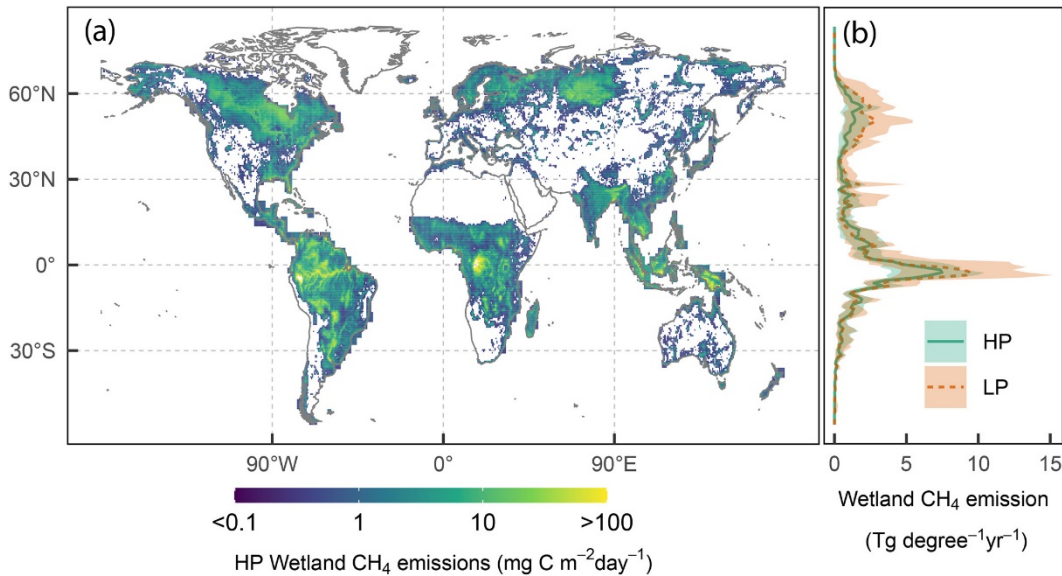 (a)
60°N
30°N
0°
30°S
90°W
0°
90°E
<0.1
1
10
>100
HP Wetland CH₄ emissions (mg C m⁻²day⁻¹)
(b)
HP
LP
0
5
10
15
Wetland CH₄ emission
(Tg degree⁻¹yr⁻¹)